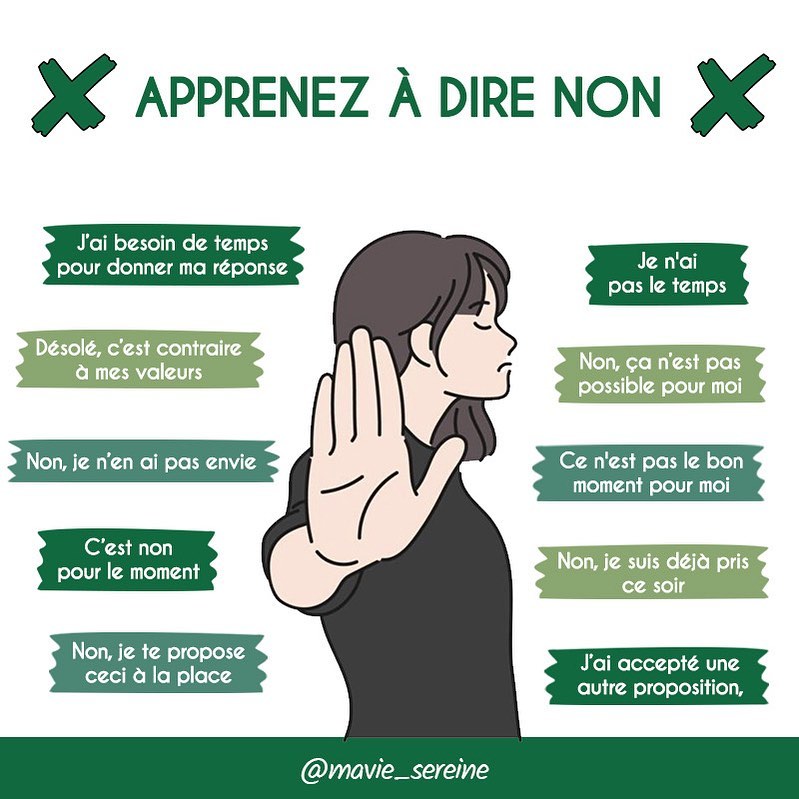 APPRENEZ À DIRE NON
J'ai besoin de temps
pour donner ma réponse
Désolé, c'est contraire
à mes valeurs
Non, je n'en ai pas envie
C'est non
pour le moment
Non, je te propose
ceci à la place
Je n'ai
pas le temps
Non, ça n'est pas
possible pour moi
Ce n'est pas le bon
moment pour moi
Non, je suis déjà pris
ce soir
J'ai accepté une
autre proposition,
@mavie_sereine